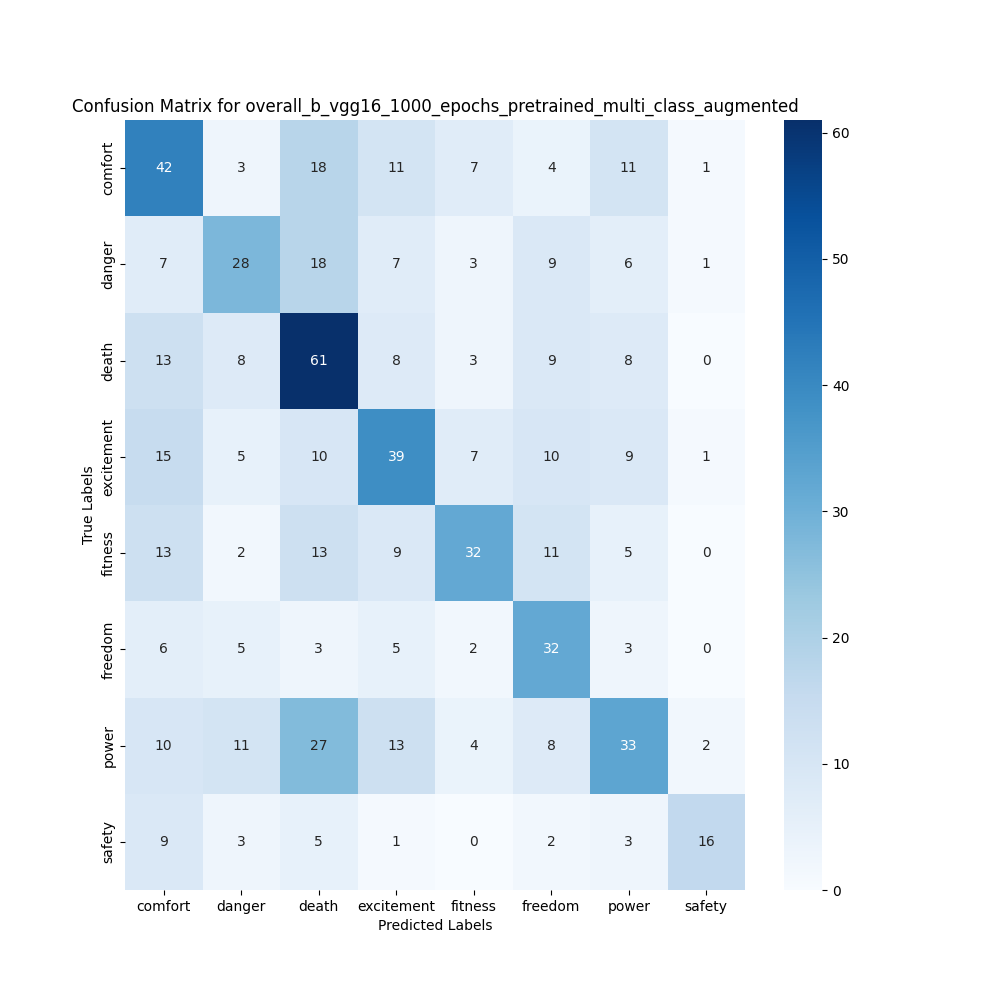 Confusion Matrix for overall_b_vgg16_1000_epochs_pretrained_multi_class_augmented
comfort 42 3 18 11 7 4 11 1
danger 7 28 18 7 3 9 6 1
death 13 8 61 8 3 9 8 0
excitement 15 5 10 39 7 10 9 1
fitness 13 2 13 9 32 11 5 0
freedom 6 5 3 5 2 32 3 0
power 10 11 27 13 4 8 33 2
safety 9 3 5 1 0 2 3 16
True Labels
comfort danger death excitement fitness freedom power safety
Predicted Labels
60
50
40
30
20
10
0